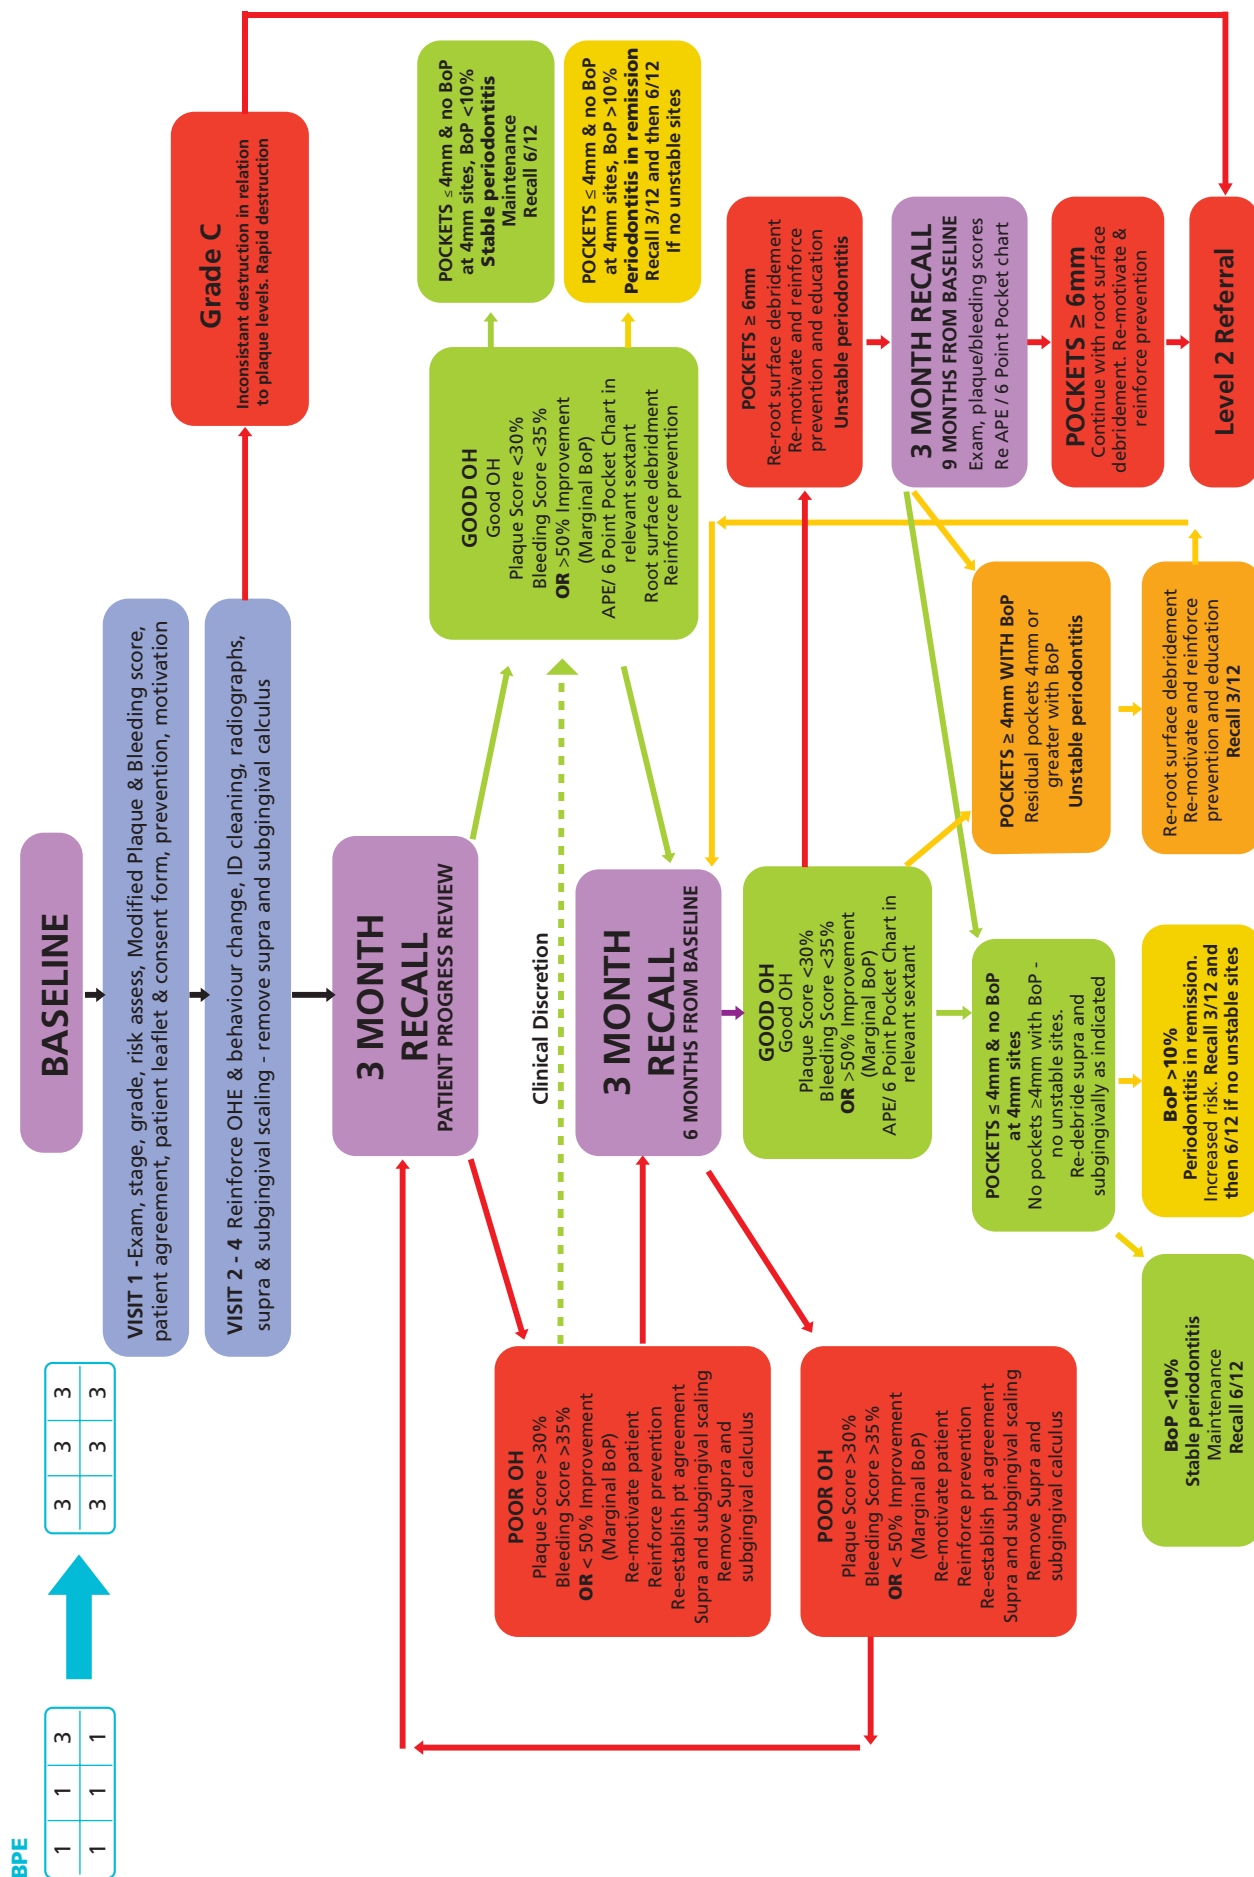 BPE
1 1 3
1 1 1
3 3 3
3 3 3
BASELINE
VISIT 1 -Exam, stage, grade, risk assess, Modified Plaque & Bleeding score,
patient agreement, patient leaflet & consent form, prevention, motivation
VISIT 2 - 4 Reinforce OHE & behaviour change, ID cleaning, radiographs,
supra & subgingival scaling - remove supra and subgingival calculus
Grade C
Inconsistant destruction in relation
to plaque levels. Rapid destruction
3 MONTH
RECALL
PATIENT PROGRESS REVIEW
GOOD OH
Good OH
Plaque Score <30%
Bleeding Score <35%
OR >50% Improvement
(Marginal BoP)
APE/ 6 Point Pocket Chart in
relevant sextant
Root surface debridment
Reinforce prevention
POCKETS ≤ 4mm & no BoP
at 4mm sites, BoP <10%
Stable periodontitis
Maintenance
Recall 6/12
POCKETS ≤ 4mm & no BoP
at 4mm sites, BoP >10%
Periodontitis in remission
Recall 3/12 and then 6/12
If no unstable sites
POOR OH
Plaque Score >30%
Bleeding Score >35%
OR < 50% Improvement
(Marginal BoP)
Re-motivate patient
Reinforce prevention
Re-establish pt agreement
Supra and subgingival scaling
Remove Supra and
subgingival calculus
Clinical Discretion
3 MONTH
RECALL
6 MONTHS FROM BASELINE
POOR OH
Plaque Score >30%
Bleeding Score >35%
OR < 50% Improvement
(Marginal BoP)
Re-motivate patient
Reinforce prevention
Re-establish pt agreement
Supra and subgingival scaling
Remove Supra and
subgingival calculus
GOOD OH
Good OH
Plaque Score <30%
Bleeding Score <35%
OR >50% Improvement
(Marginal BoP)
APE/ 6 Point Pocket Chart in
relevant sextant
POCKETS ≥ 6mm
Re-root surface debridement
Re-motivate and reinforce
prevention and education
Unstable periodontitis
3 MONTH RECALL
9 MONTHS FROM BASELINE
Exam, plaque/bleeding scores
Re APE / 6 Point Pocket chart
POCKETS ≥ 6mm
Continue with root surface
debridement. Re-motivate &
reinforce prevention
Level 2 Referral
POCKETS ≤ 4mm & no BoP
at 4mm sites
No pockets ≥4mm with BoP -
no unstable sites.
Re-debride supra and
subgingivally as indicated
POCKETS ≥ 4mm WITH BoP
Residual pockets 4mm or
greater with BoP
Unstable periodontitis
Re-root surface debridement
Re-motivate and reinforce
prevention and education
Recall 3/12
BoP <10%
Stable periodontitis
Maintenance
Recall 6/12
BoP >10%
Periodontitis in remission.
Increased risk. Recall 3/12 and
then 6/12 if no unstable sites